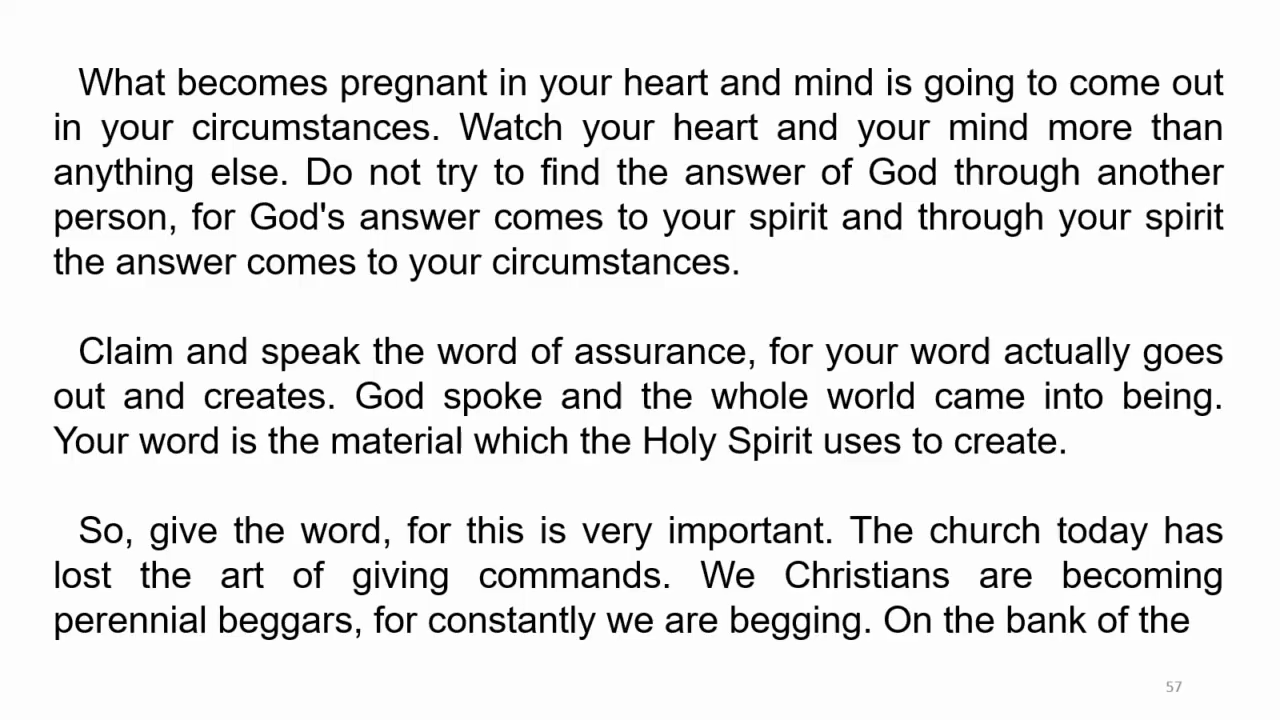 What becomes pregnant in your heart and mind is going to come out
in your circumstances. Watch your heart and your mind more than
anything else. Do not try to find the answer of God through another
person, for God's answer comes to your spirit and through your spirit
the answer comes to your circumstances.
Claim and speak the word of assurance, for your word actually goes
out and creates. God spoke and the whole world came into being.
Your word is the material which the Holy Spirit uses to create.
So, give the word, for this is very important. The church today has
lost the art of giving commands. We Christians are becoming
perennial beggars, for constantly we are begging. On the bank of the
57